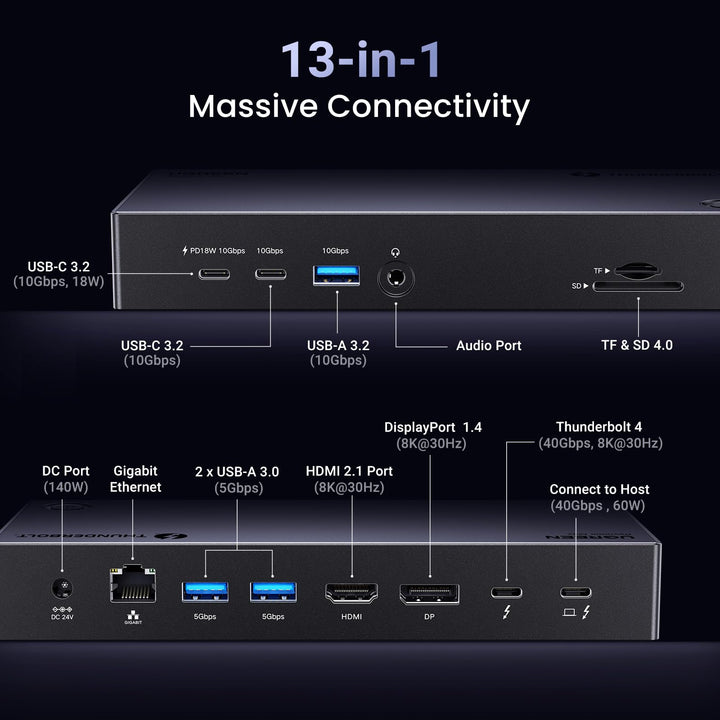 13-in-1
Massive Connectivity
PD18W 10Gbps
10Gbps
10Gbps
TF
SD
USB-C 3.2
(10Gbps, 18W)
USB-C 3.2
(10Gbps)
USB-A 3.2
(10Gbps)
Audio Port
TF & SD 4.0
DisplayPort 1.4
(8K@30Hz)
Thunderbolt 4
(40Gbps, 8K@30Hz)
DC Port
(140W)
Gigabit
Ethernet
2 x USB-A 3.0
(5Gbps)
HDMI 2.1 Port
(8K@30Hz)
Connect to Host
(40Gbps , 60W)
THUNDERBOLT
UGREEN
DC 24V
GIGABIT
5Gbps
5Gbps
HDMI
DP